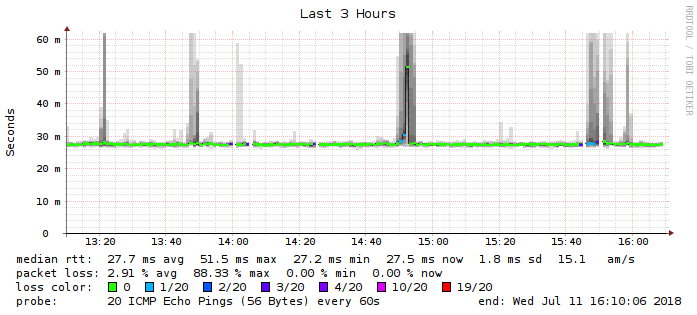 Last 3 Hours
RRDTOOL / TOBI OETIKER
Seconds
60 m
50 m
40 m
30 m
20 m
10 m
0
13:20 13:40 14:00 14:20 14:40 15:00 15:20 15:40 16:00
median rtt: 27.7 ms avg 51.5 ms max 27.2 ms min 27.5 ms now 1.8 ms sd 15.1 am/s
packet loss: 2.91 % avg 88.33 % max 0.00 % min 0.00 % now
loss color: 0 1/20 2/20 3/20 4/20 10/20 19/20
probe: 20 ICMP Echo Pings (56 Bytes) every 60s end: Wed Jul 11 16:10:06 2018